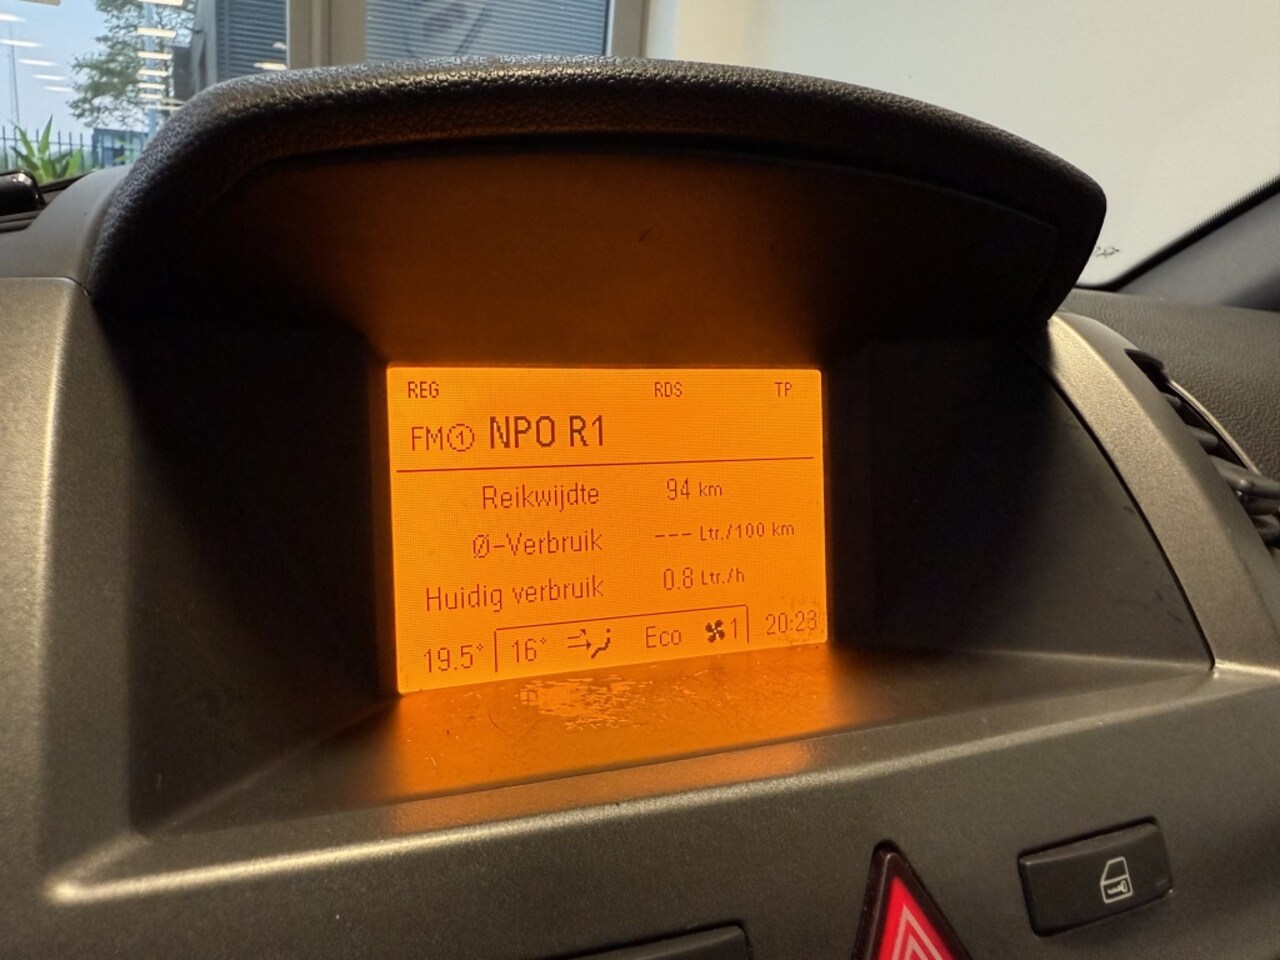 REG RDS TP
FM① NPO R1
Reikwijdte 94 km
Ø-Verbruik --- Ltr./100 km
Huidig verbruik 0.8 Ltr./h
19.5° 16° Eco 1 20:23